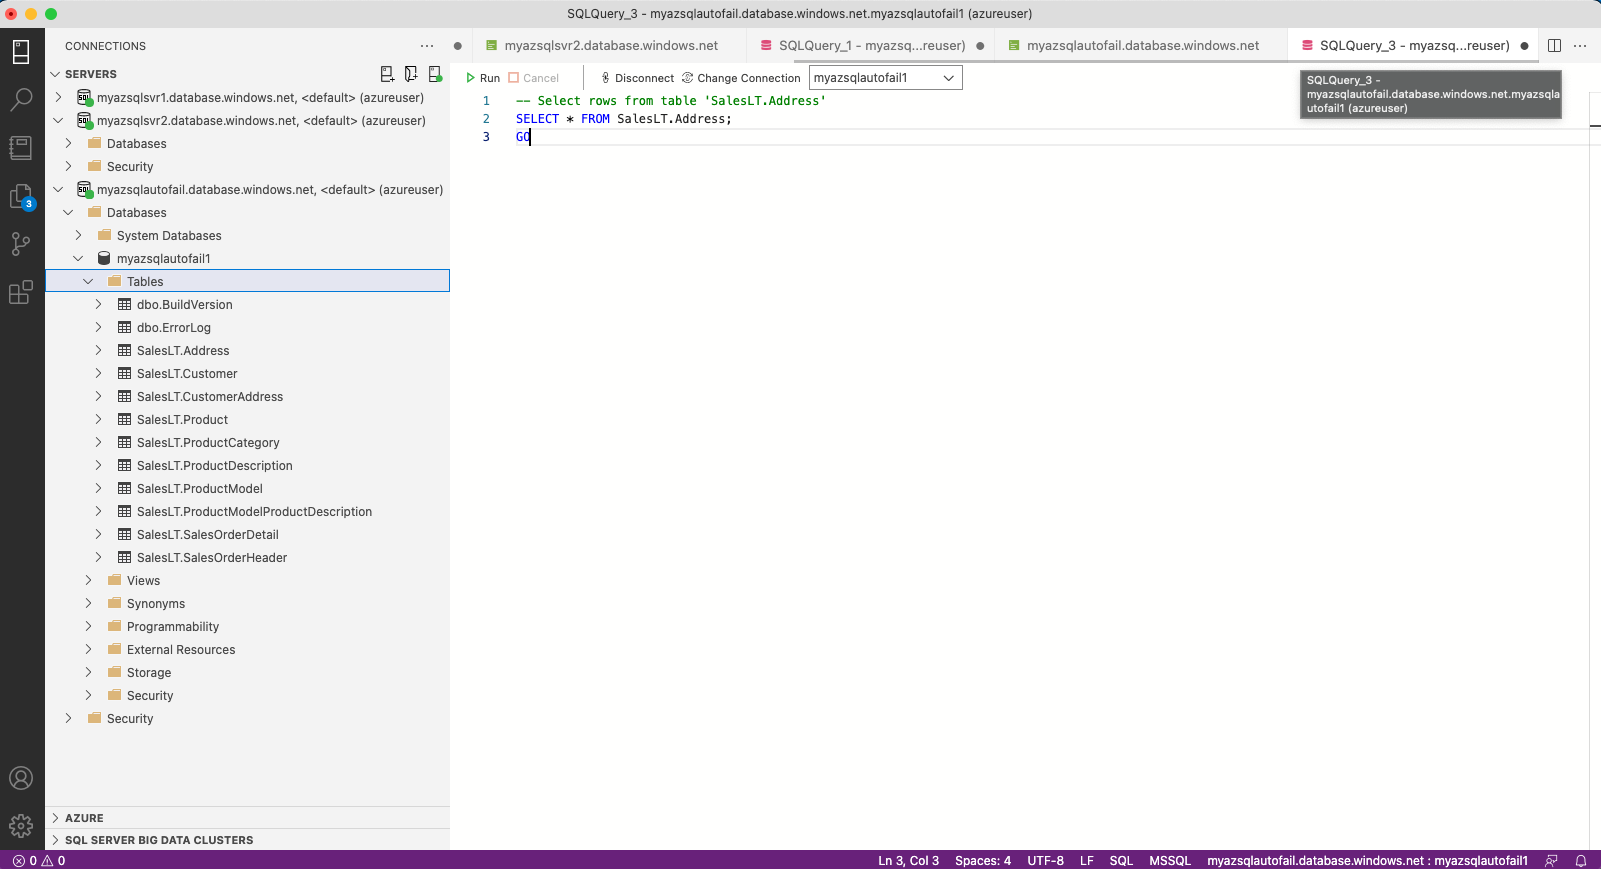 SQLQuery_3 - myazsqlautofail.database.windows.net.myazsqlautofail1 (azureuser)
CONNECTIONS
myazsqlsvr2.database.windows.net
SQLQuery_1 - myazsq...reuser)
myazsqlautofail.database.windows.net
SQLQuery_3 - myazsq...reuser)
SERVERS
myazsqlsvr1.database.windows.net, <default> (azureuser)
myazsqlsvr2.database.windows.net, <default> (azureuser)
Databases
Security
myazsqlautofail.database.windows.net, <default> (azureuser)
Databases
System Databases
myazsqlautofail1
Tables
dbo.BuildVersion
dbo.ErrorLog
SalesLT.Address
SalesLT.Customer
SalesLT.CustomerAddress
SalesLT.Product
SalesLT.ProductCategory
SalesLT.ProductDescription
SalesLT.ProductModel
SalesLT.ProductModelProductDescription
SalesLT.SalesOrderDetail
SalesLT.SalesOrderHeader
Views
Synonyms
Programmability
External Resources
Storage
Security
Security
AZURE
SQL SERVER BIG DATA CLUSTERS
3
Run Cancel Disconnect Change Connection myazsqlautofail1
1 -- Select rows from table 'SalesLT.Address'
2 SELECT * FROM SalesLT.Address;
3 GO
SQLQuery_3 -
myazsqlautofail.database.windows.net.myazsqla
utofail1 (azureuser)
0 0 Ln 3, Col 3 Spaces: 4 UTF-8 LF SQL MSSQL myazsqlautofail.database.windows.net : myazsqlautofail1